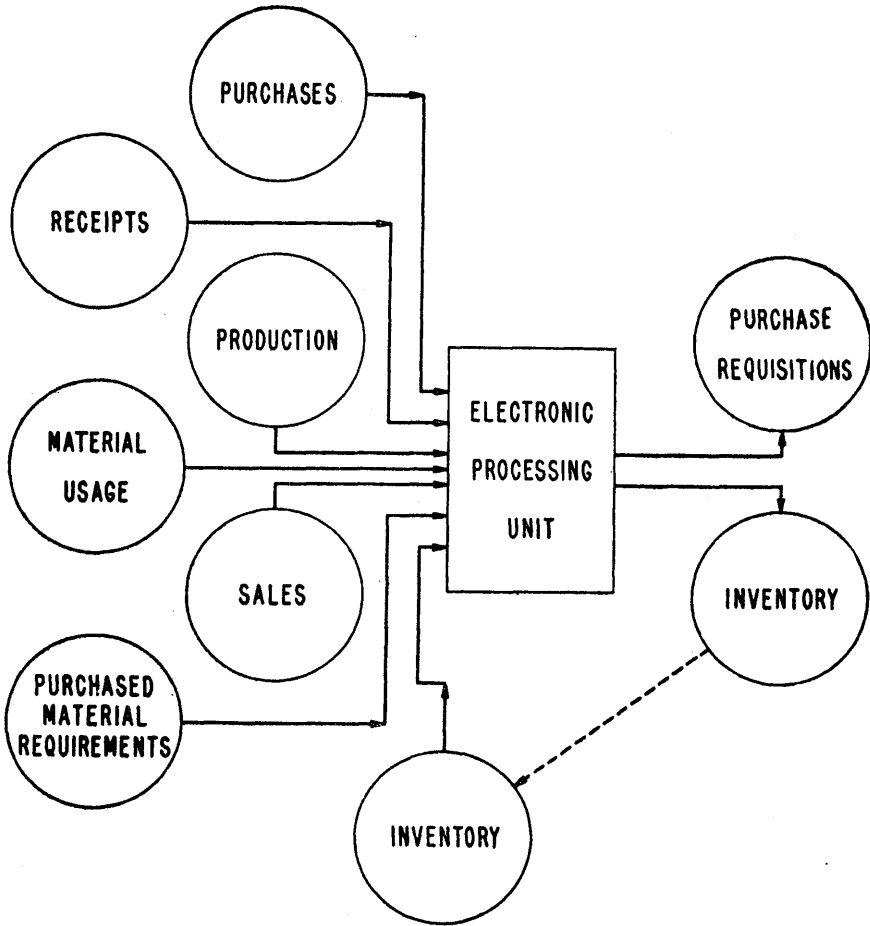 PURCHASES
RECEIPTS
PRODUCTION
MATERIAL
USAGE
SALES
PURCHASED
MATERIAL
REQUIREMENTS
INVENTORY
ELECTRONIC
PROCESSING
UNIT
PURCHASE
REQUISITIONS
INVENTORY